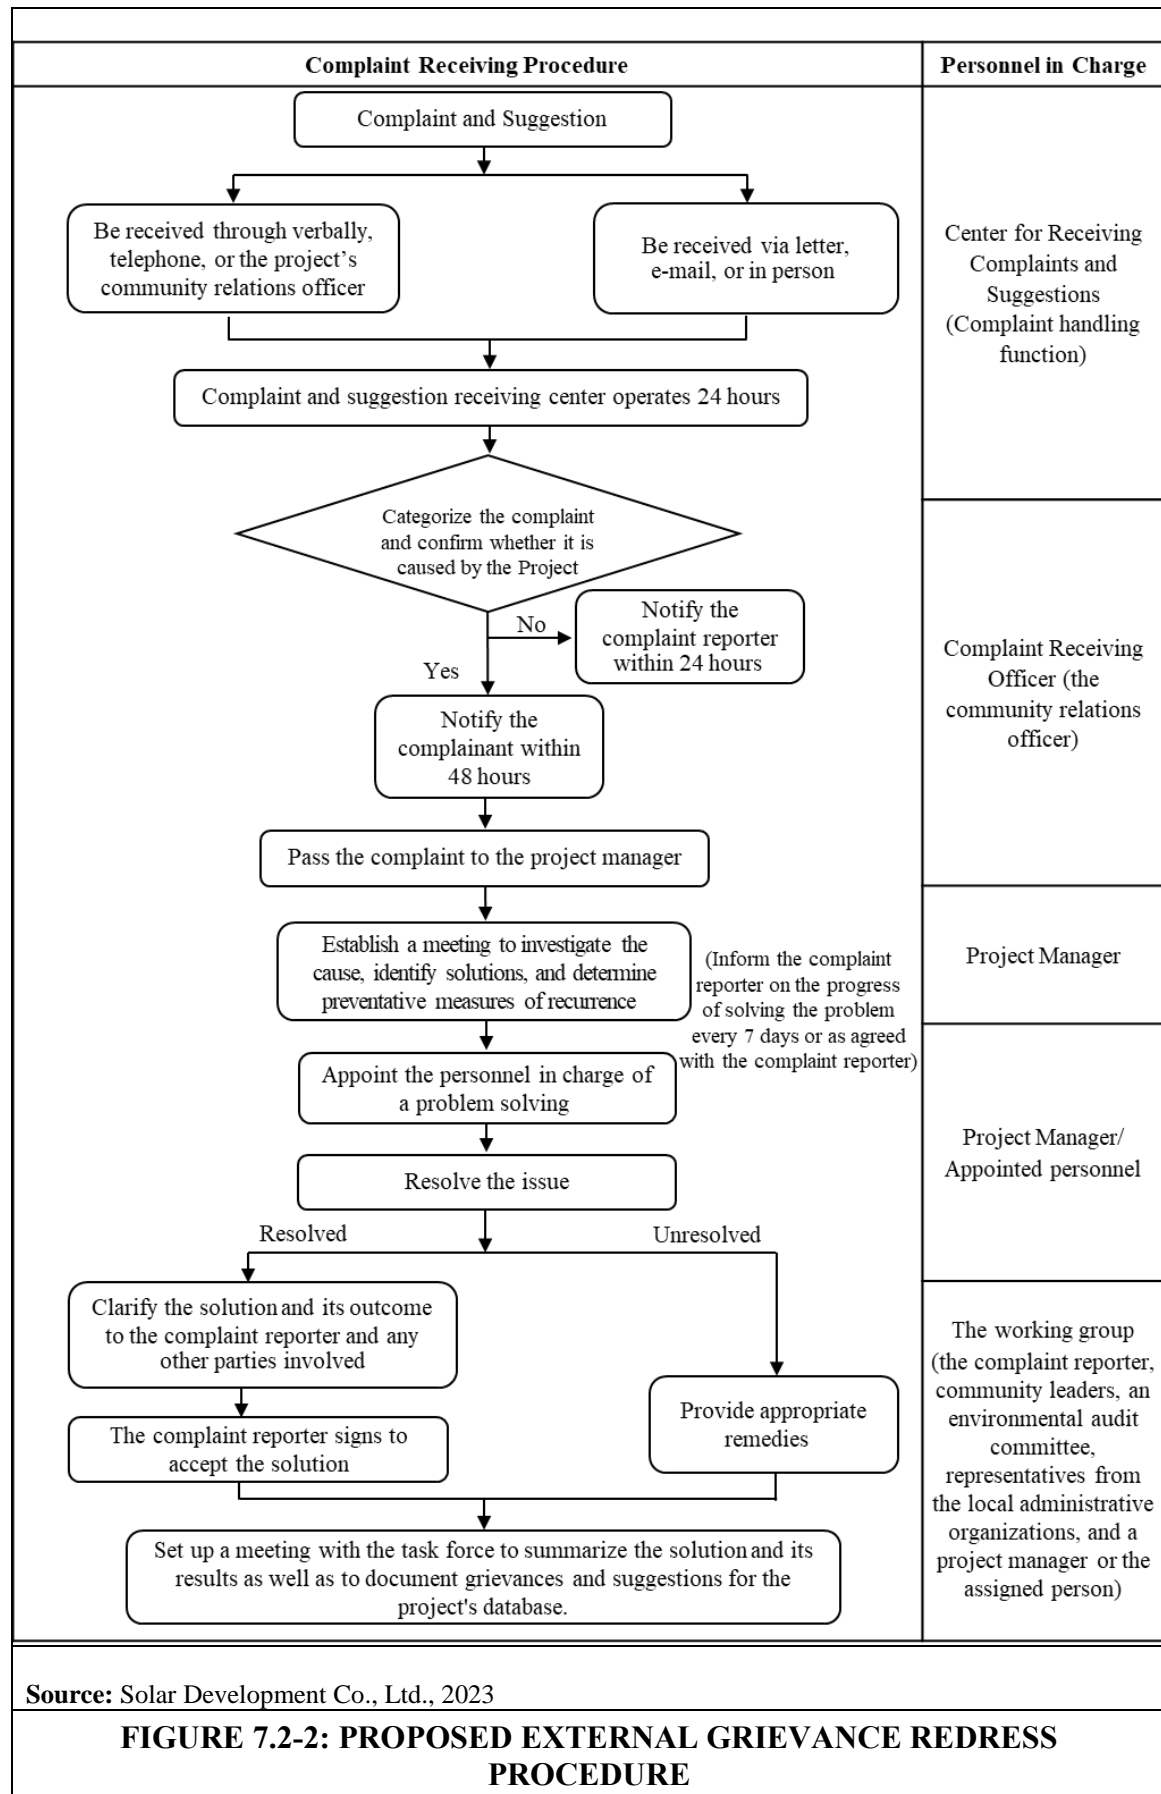 Complaint Receiving Procedure
Personnel in Charge
Complaint and Suggestion
Be received through verbally,
telephone, or the project's
community relations officer
Be received via letter,
e-mail, or in person
Center for Receiving
Complaints and
Suggestions
(Complaint handling
function)
Complaint and suggestion receiving center operates 24 hours
Categorize the complaint
and confirm whether it is
caused by the Project
No
Notify the
complaint reporter
within 24 hours
Yes
Notify the
complainant within
48 hours
Complaint Receiving
Officer (the
community relations
officer)
Pass the complaint to the project manager
Establish a meeting to investigate the
cause, identify solutions, and determine
preventative measures of recurrence
(Inform the complaint
reporter on the progress
of solving the problem
every 7 days or as agreed
with the complaint reporter)
Project Manager
Appoint the personnel in charge of
a problem solving
Resolve the issue
Project Manager/
Appointed personnel
Resolved
Unresolved
Clarify the solution and its outcome
to the complaint reporter and any
other parties involved
The complaint reporter signs to
accept the solution
Provide appropriate
remedies
The working group
(the complaint reporter,
community leaders, an
environmental audit
committee,
representatives from
the local administrative
organizations, and a
project manager or the
assigned person)
Set up a meeting with the task force to summarize the solution and its
results as well as to document grievances and suggestions for the
project's database.
Source: Solar Development Co., Ltd., 2023
FIGURE 7.2-2: PROPOSED EXTERNAL GRIEVANCE REDRESS
PROCEDURE